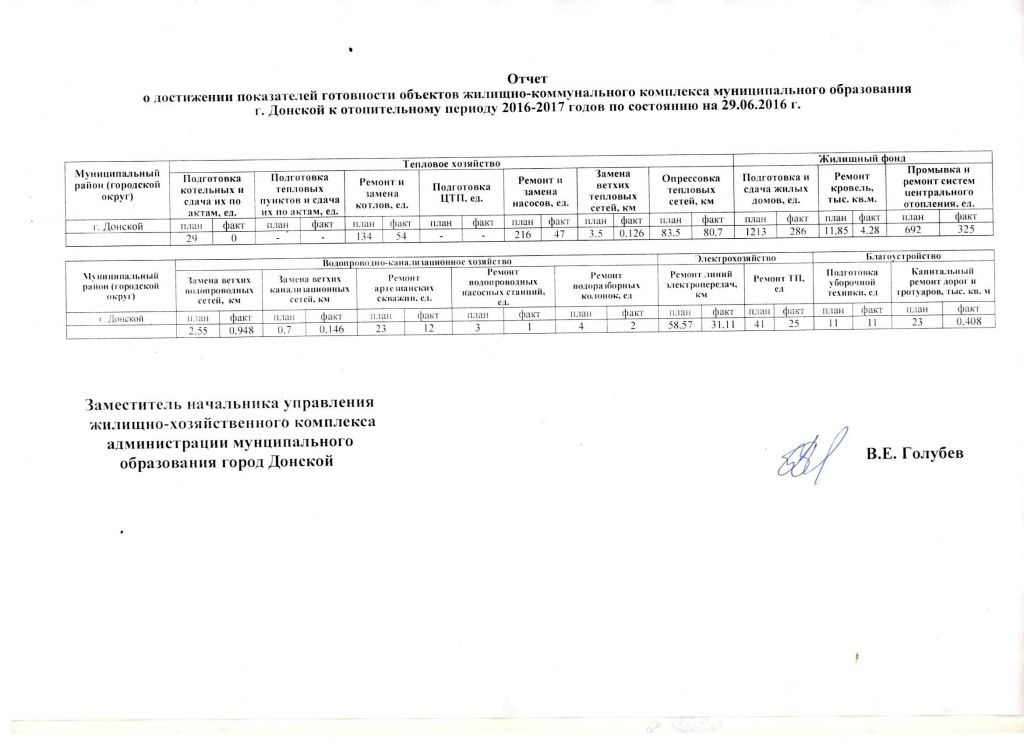 Отчет
о достижении показателей готовности объектов жилищно-коммунального комплекса муниципального образования
г. Донской к отопительному периоду 2016-2017 годов по состоянию на 29.06.2016 г.
Муниципальный район (городской округ) Тепловое хозяйство Жилищный фонд
Подготовка котельных и сдача их по актам, ед. Подготовка тепловых пунктов и сдача их по актам, ед. Ремонт и замена котлов, ед. Подготовка ЦТП, ед. Ремонт и замена насосов, ед. Замена ветхих тепловых сетей, км Опрессовка тепловых сетей, км Подготовка и сдача жилых домов, ед. Ремонт кровель, тыс. кв.м. Промывка и ремонт систем центрального отопления, ед.
г. Донской план факт план факт план факт план факт план факт план факт план факт план факт план факт план факт
29 0 - - 134 54 - - 216 47 3.5 0.126 83.5 80.7 1213 286 11,85 4.28 692 325
Муниципальный район (городской округ) Водопроводно-канализационное хозяйство Электрохозяйство Благоустройство
Замена ветхих водопроводных сетей, км Замена ветхих канализационных сетей, км Ремонт артезианских скважин, ед. Ремонт водопроводных насосных станций, ед. Ремонт водоразборных колонок, ед Ремонт линий электропередач, км Ремонт ТП, ед Подготовка уборочной техники, ед Капитальный ремонт дорог и тротуаров, тыс. кв. м
г. Донской план факт план факт план факт план факт план факт план факт план факт план факт план факт
2.55 0.948 0.7 0.146 23 12 3 1 4 2 58.57 31.11 41 25 11 11 23 0.408
Заместитель начальника управления
жилищно-хозяйственного комплекса
администрации мунципального
образования город Донской
В.Е. Голубев